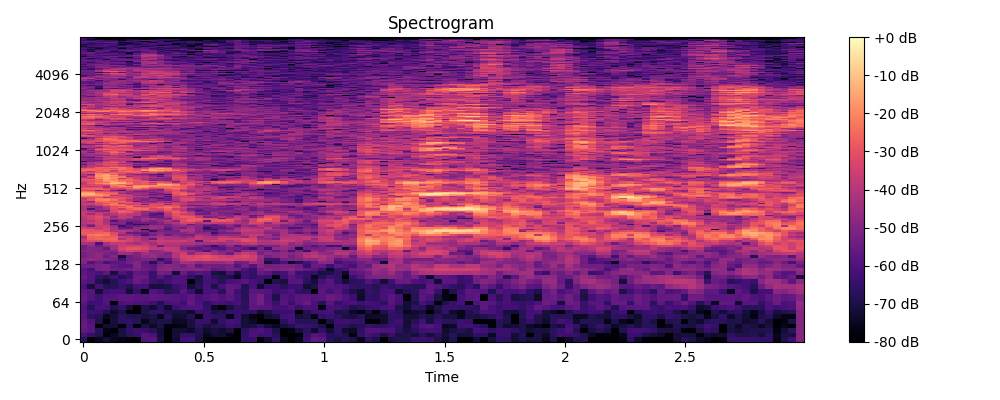 Spectrogram
Hz
4096
2048
1024
512
256
128
64
0
0
0.5
1
1.5
2
2.5
Time
+0 dB
-10 dB
-20 dB
-30 dB
-40 dB
-50 dB
-60 dB
-70 dB
-80 dB